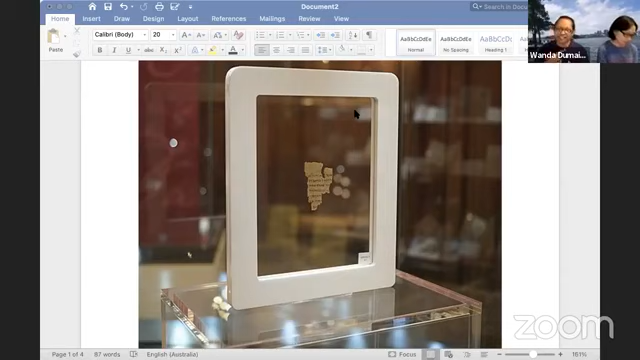 Document2
Search in Docu
Home
Insert
Draw
Design
Layout
References
Mailings
Review
View
Paste
Calibri (Body)
20
B
I
U
AaBbCcDdEe
AaBbCcDdEe
AaBbCcDc
Normal
No Spacing
Heading 1
Wanda Dumai...
Page 1 of 4
87 words
English (Australia)
Focus
161%
zoom